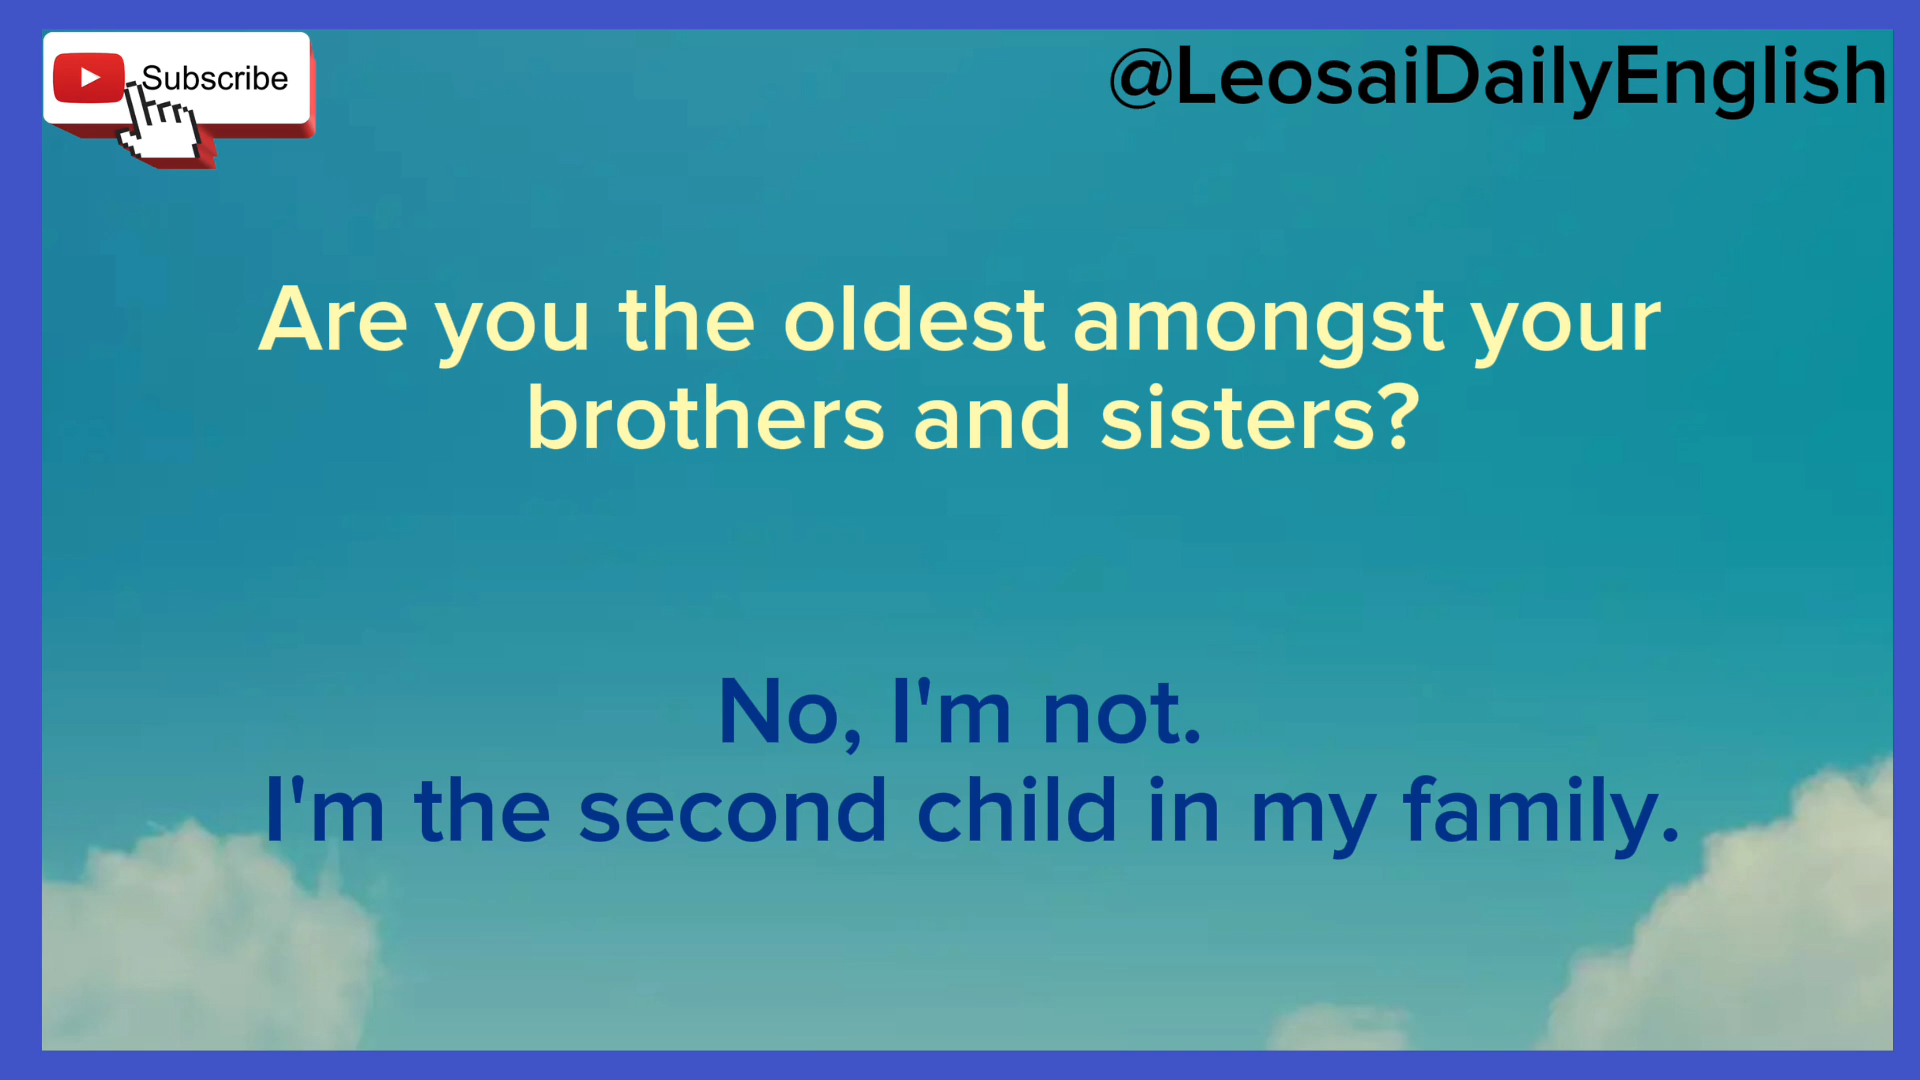 Subscribe
@LeosaiDailyEnglish
Are you the oldest amongst your
brothers and sisters?
No, I'm not.
I'm the second child in my family.